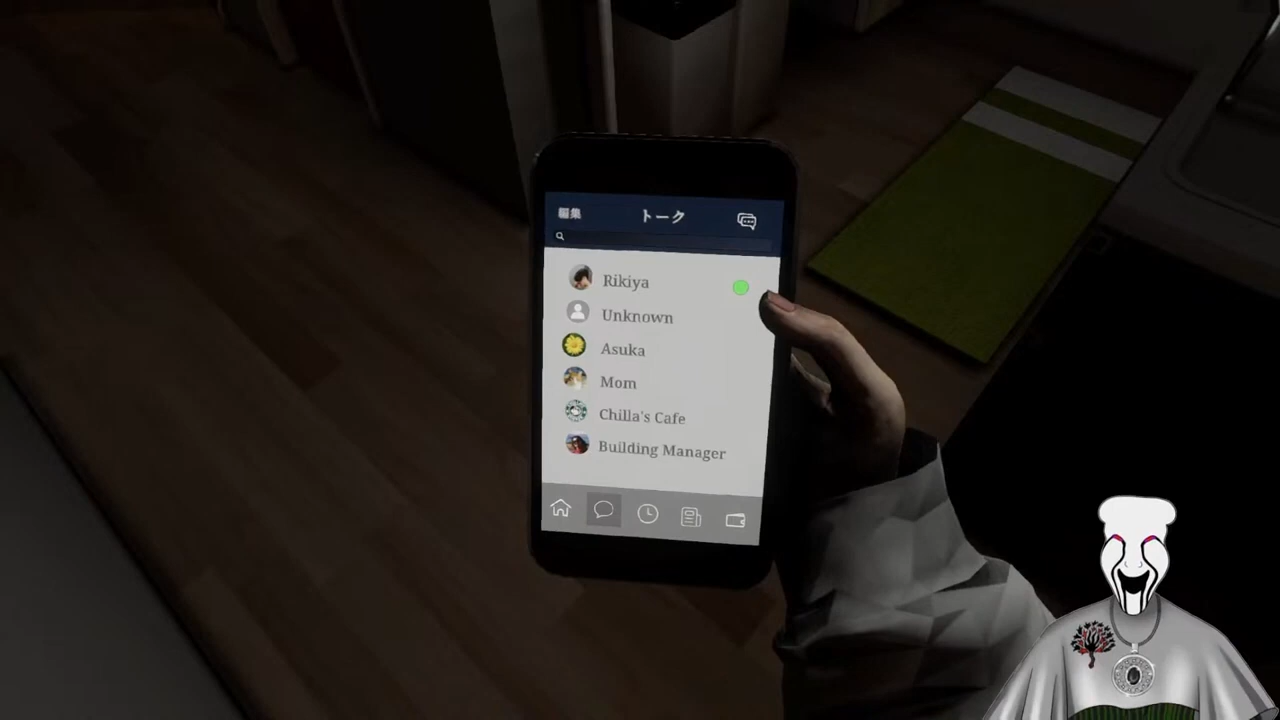 編集 トーク
Rikiya
Unknown
Asuka
Mom
Chilla's Cafe
Building Manager